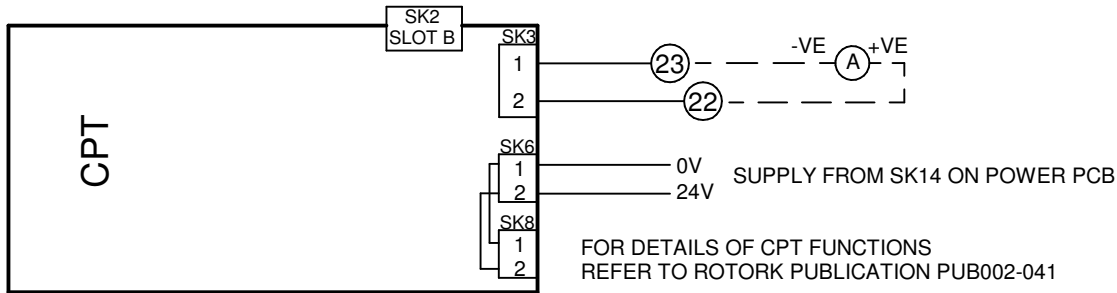 SK2
SLOT B
SK3
1
2
23
22
-VE
A
+VE
CPT
SK6
1
2
0V
24V
SUPPLY FROM SK14 ON POWER PCB
SK8
1
2
FOR DETAILS OF CPT FUNCTIONS
REFER TO ROTORK PUBLICATION PUB002-041